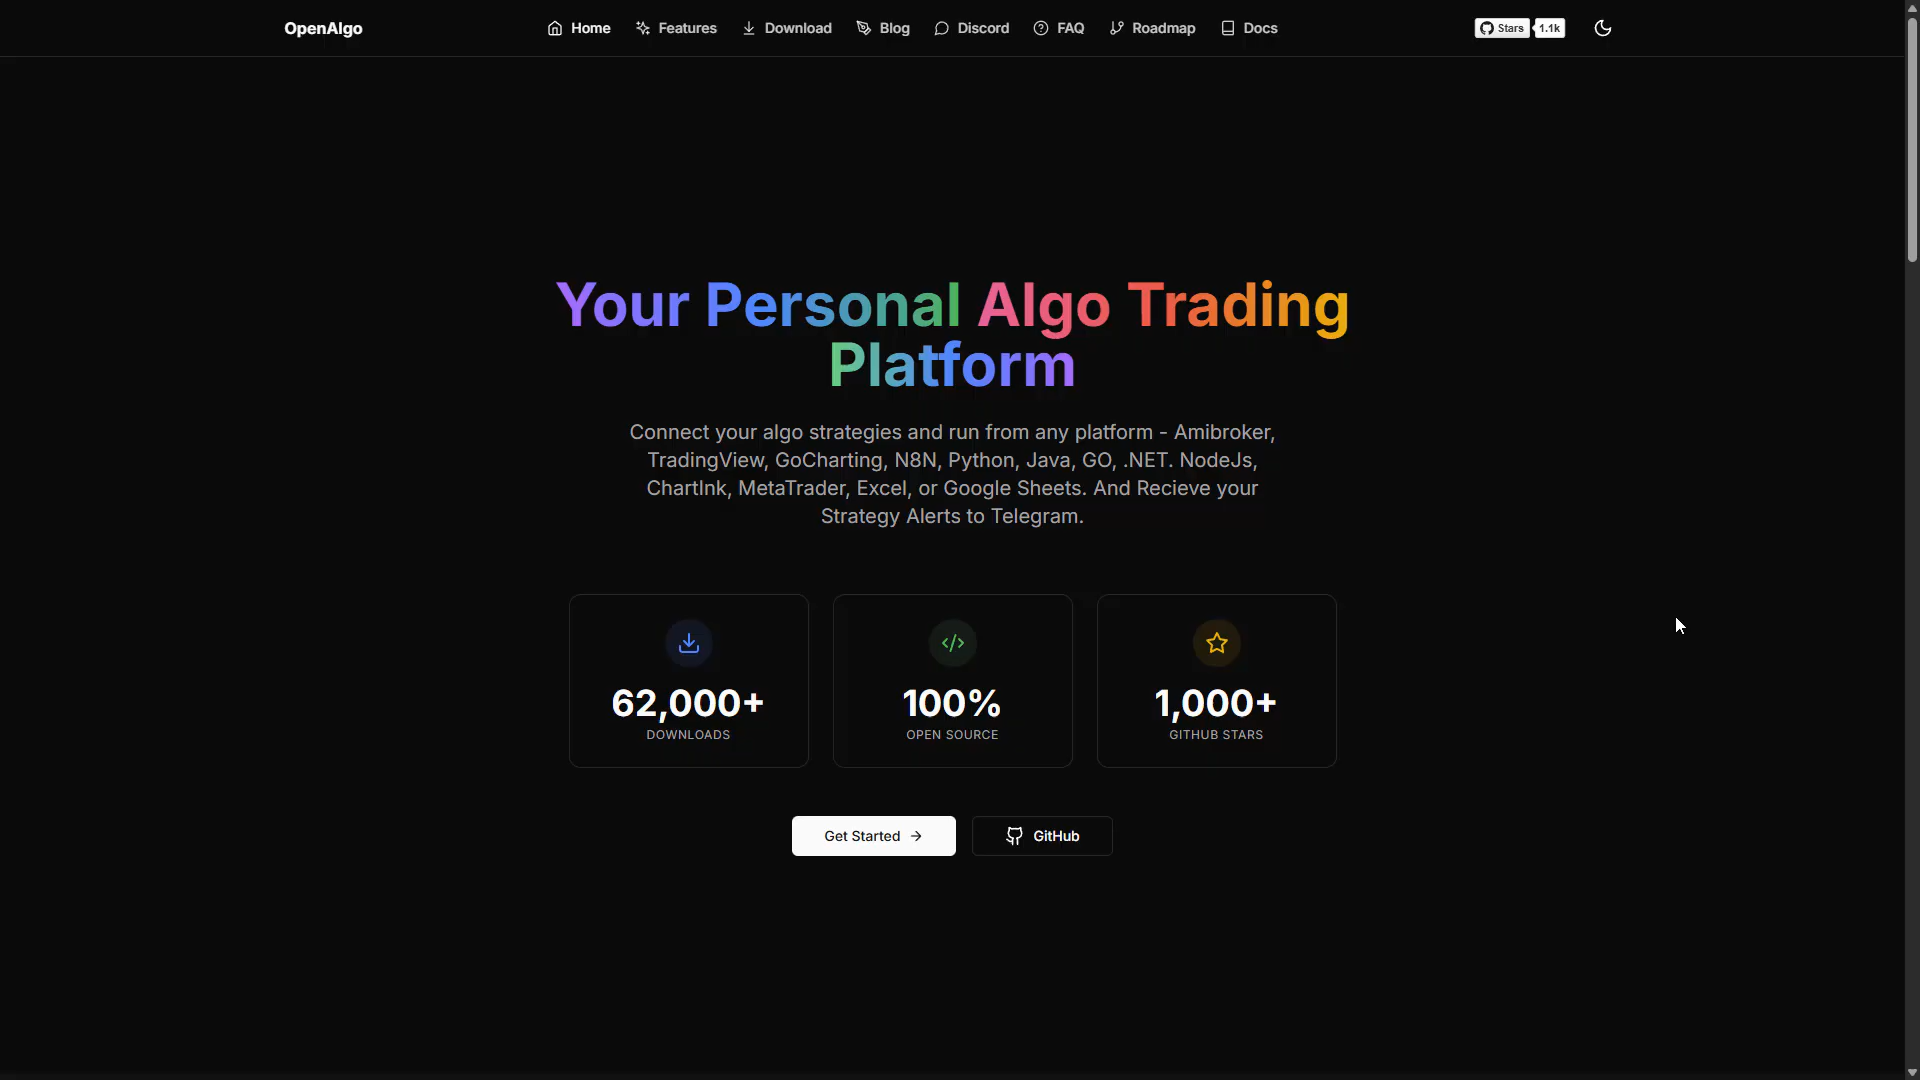 OpenAlgo
Home
Features
Download
Blog
Discord
FAQ
Roadmap
Docs
Stars
1.1k
Your Personal Algo Trading
Platform
Connect your algo strategies and run from any platform - Amibroker,
TradingView, GoCharting, N8N, Python, Java, GO, .NET. NodeJs,
ChartInk, MetaTrader, Excel, or Google Sheets. And Recieve your
Strategy Alerts to Telegram.
62,000+
DOWNLOADS
100%
OPEN SOURCE
1,000+
GITHUB STARS
Get Started
GitHub